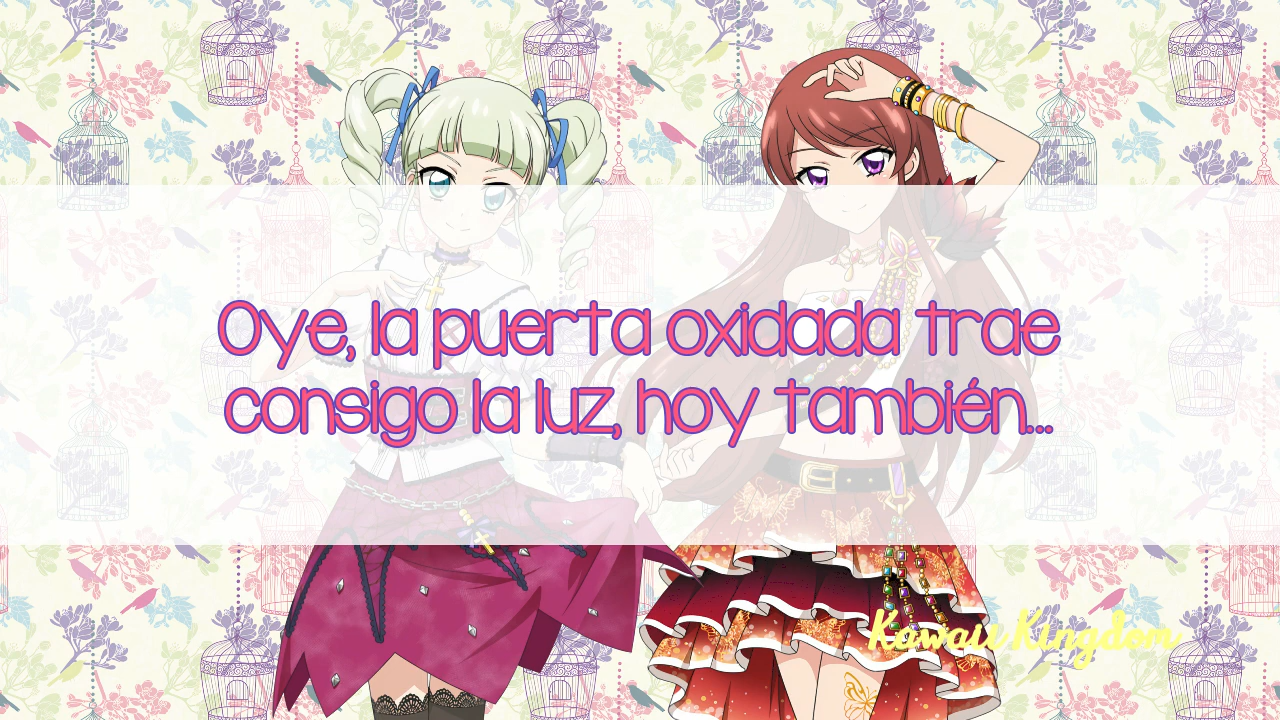 Oye, la puerta oxidada trae
consigo la luz, hoy también...
Kawaii Kingdom